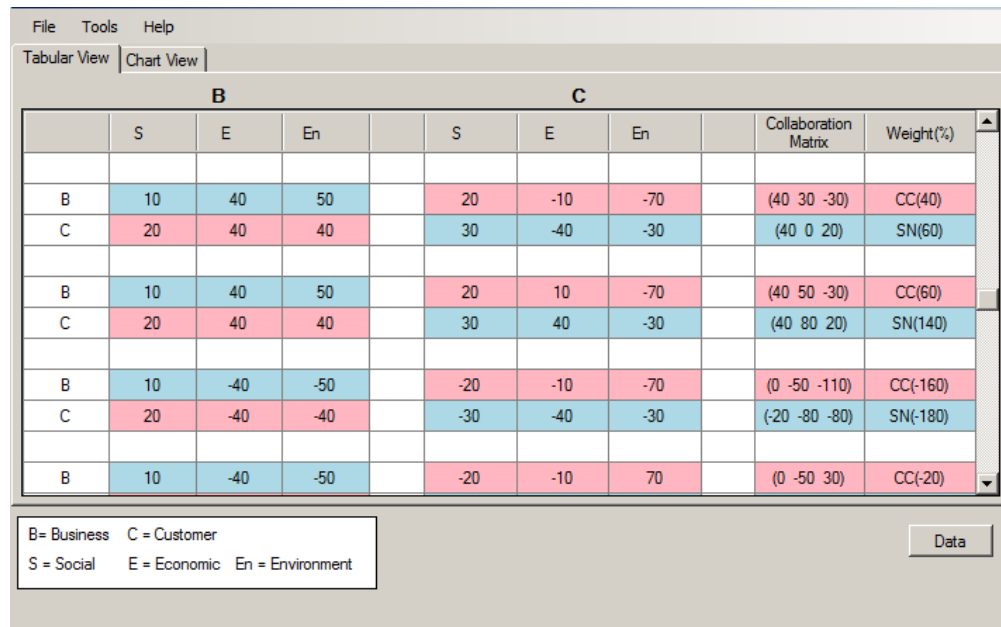 File Tools Help
Tabular View Chart View
B C
S E En S E En Collaboration Matrix Weight(%)
B 10 40 50 20 -10 -70 (40 30 -30) CC(40)
C 20 40 40 30 -40 -30 (40 0 20) SN(60)
B 10 40 50 20 10 -70 (40 50 -30) CC(60)
C 20 40 40 30 40 -30 (40 80 20) SN(140)
B 10 -40 -50 -20 -10 -70 (0 -50 -110) CC(-160)
C 20 -40 -40 -30 -40 -30 (-20 -80 -80) SN(-180)
B 10 -40 -50 -20 -10 70 (0 -50 30) CC(-20)
B= Business C = Customer
S = Social E = Economic En = Environment
Data